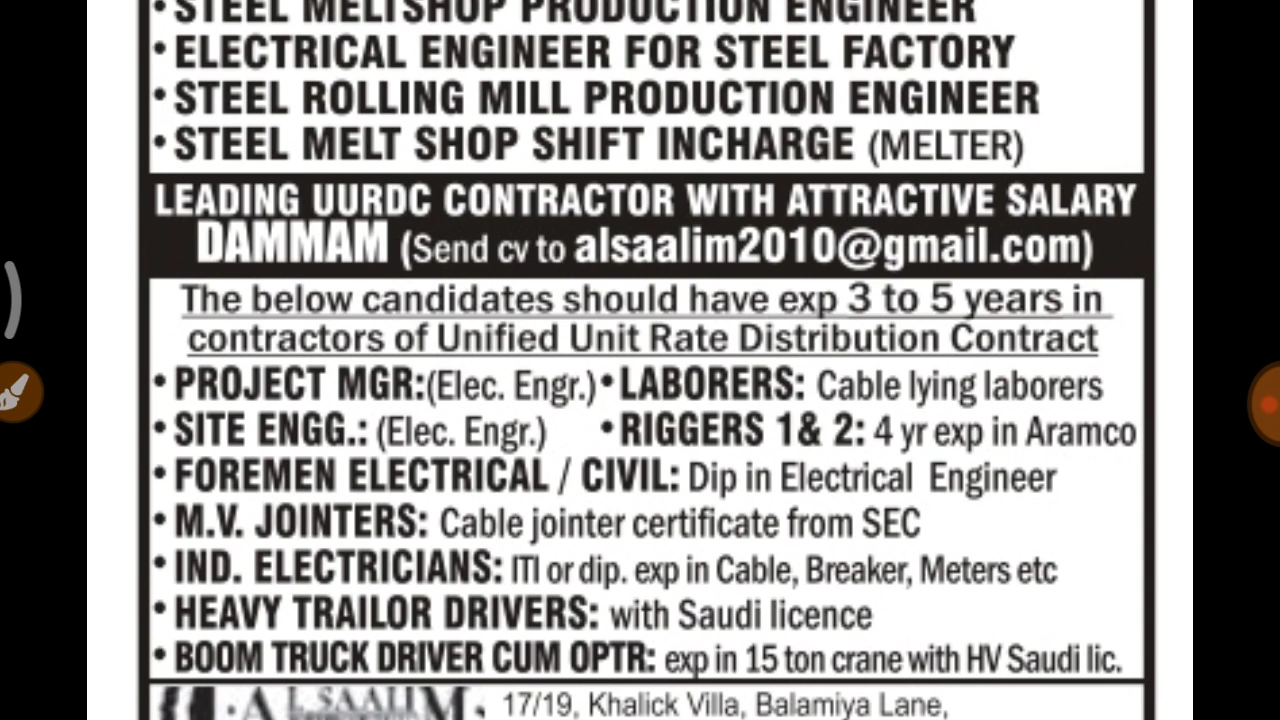 • STEEL MELTSHOP PRODUCTION ENGINEER
• ELECTRICAL ENGINEER FOR STEEL FACTORY
• STEEL ROLLING MILL PRODUCTION ENGINEER
• STEEL MELT SHOP SHIFT INCHARGE (MELTER)
LEADING UURDC CONTRACTOR WITH ATTRACTIVE SALARY
DAMMAM (Send cv to alsaalim2010@gmail.com)
The below candidates should have exp 3 to 5 years in
contractors of Unified Unit Rate Distribution Contract
• PROJECT MGR:(Elec. Engr.) • LABORERS: Cable lying laborers
• SITE ENGG.: (Elec. Engr.) • RIGGERS 1& 2: 4 yr exp in Aramco
• FOREMEN ELECTRICAL / CIVIL: Dip in Electrical Engineer
• M.V. JOINTERS: Cable jointer certificate from SEC
• IND. ELECTRICIANS: ITI or dip. exp in Cable, Breaker, Meters etc
• HEAVY TRAILOR DRIVERS: with Saudi licence
• BOOM TRUCK DRIVER CUM OPTR: exp in 15 ton crane with HV Saudi lic.
AL SAALIM
17/19, Khalick Villa, Balamiya Lane,